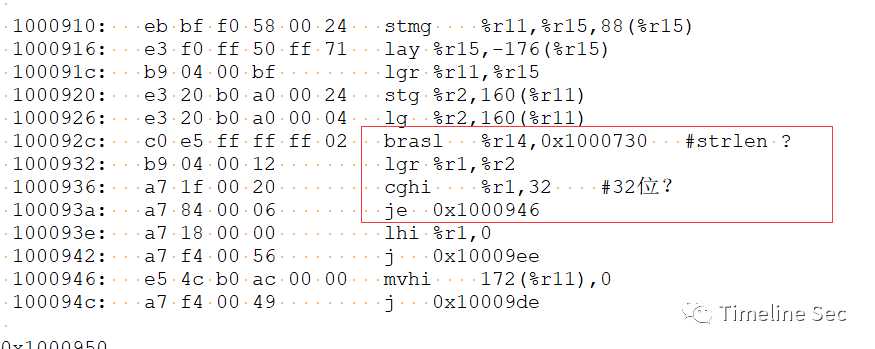 1000910: eb bf f0 58 00 24 stmg %r11,%r15,88(%r15)
1000916: e3 f0 ff 50 ff 71 lay %r15,-176(%r15)
100091c: b9 04 00 bf lgr %r11,%r15
1000920: e3 20 b0 a0 00 24 stg %r2,160(%r11)
1000926: e3 20 b0 a0 00 04 lg %r2,160(%r11)
100092c: c0 e5 ff ff ff 02 brasl %r14,0x1000730 #strlen ?
1000932: b9 04 00 12 lgr %r1,%r2
1000936: a7 1f 00 20 cghi %r1,32 #32位?
100093a: a7 84 00 06 je 0x1000946
100093e: a7 18 00 00 lhi %r1,0
1000942: a7 f4 00 56 j 0x10009ee
1000946: e5 4c b0 ac 00 00 mvhi 172(%r11),0
100094c: a7 f4 00 49 j 0x10009de
Timeline Sec
0x1000950